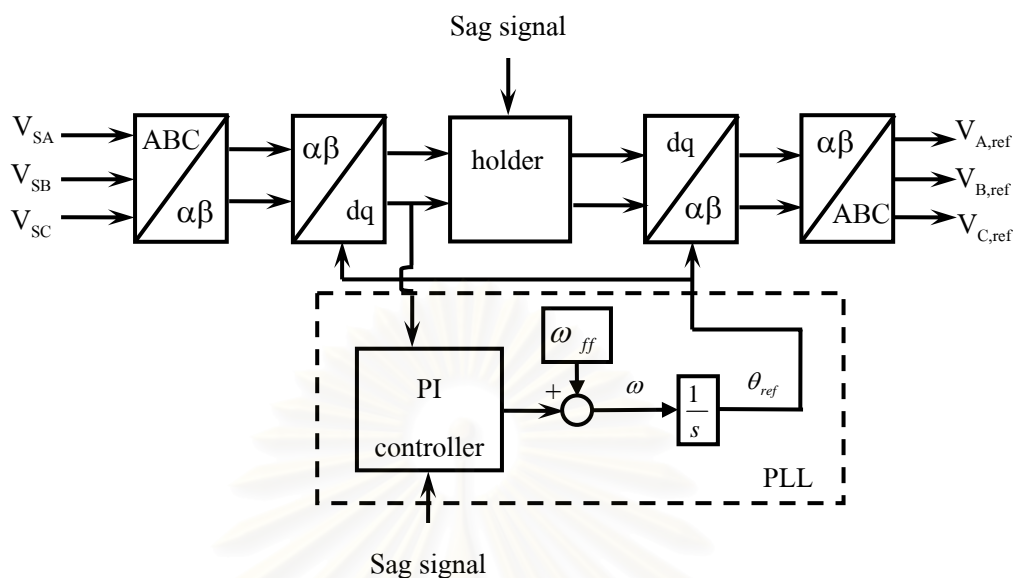 Sag signal
V_SA
V_SB
V_SC
ABC
αβ
αβ
dq
holder
dq
αβ
αβ
ABC
V_A,ref
V_B,ref
V_C,ref
PI
controller
ω_ff
+
ω
1
s
θ_ref
PLL
Sag signal